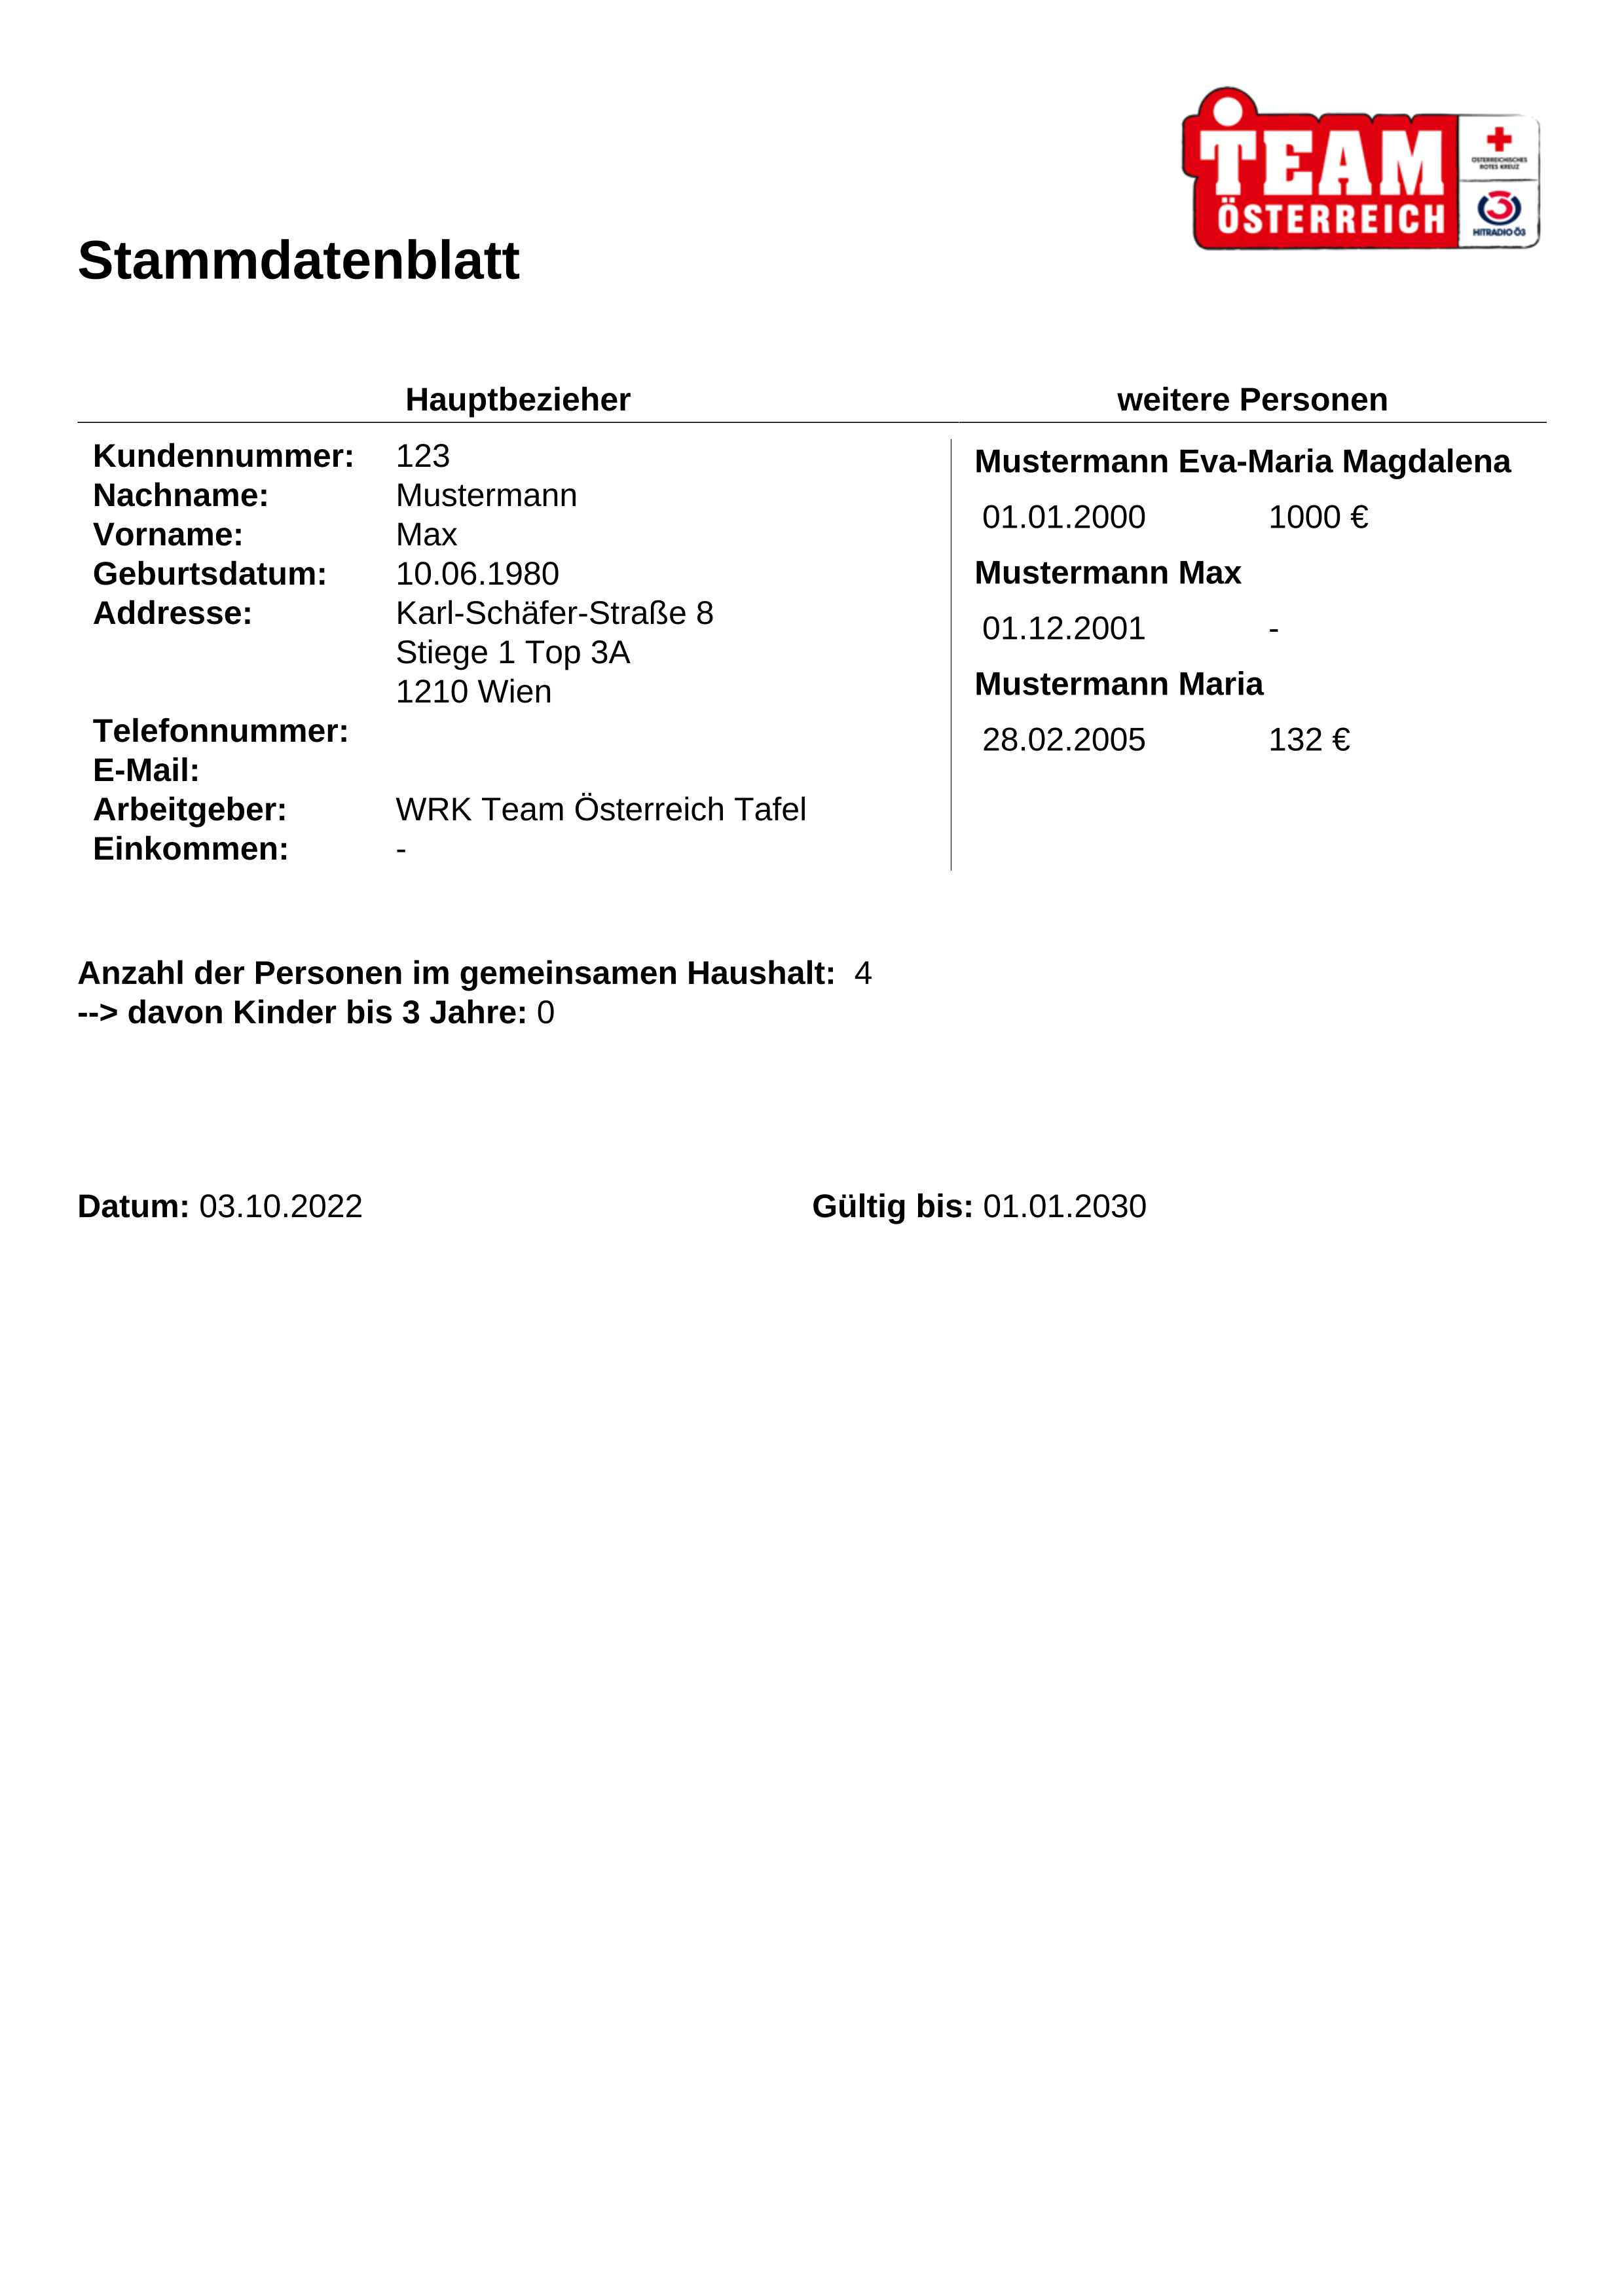 TEAM
ÖSTERREICH
ÖSTERREICHISCHES
ROTES KREUZ
HITRADIO Ö3
Stammdatenblatt
Hauptbezieher
Kundennummer: 123
Nachname: Mustermann
Vorname: Max
Geburtsdatum: 10.06.1980
Addresse: Karl-Schäfer-Straße 8
Stiege 1 Top 3A
1210 Wien
Telefonnummer:
E-Mail:
Arbeitgeber: WRK Team Österreich Tafel
Einkommen: -
weitere Personen
Mustermann Eva-Maria Magdalena
01.01.2000 1000 €
Mustermann Max
01.12.2001 -
Mustermann Maria
28.02.2005 132 €
Anzahl der Personen im gemeinsamen Haushalt: 4
--> davon Kinder bis 3 Jahre: 0
Datum: 03.10.2022 Gültig bis: 01.01.2030